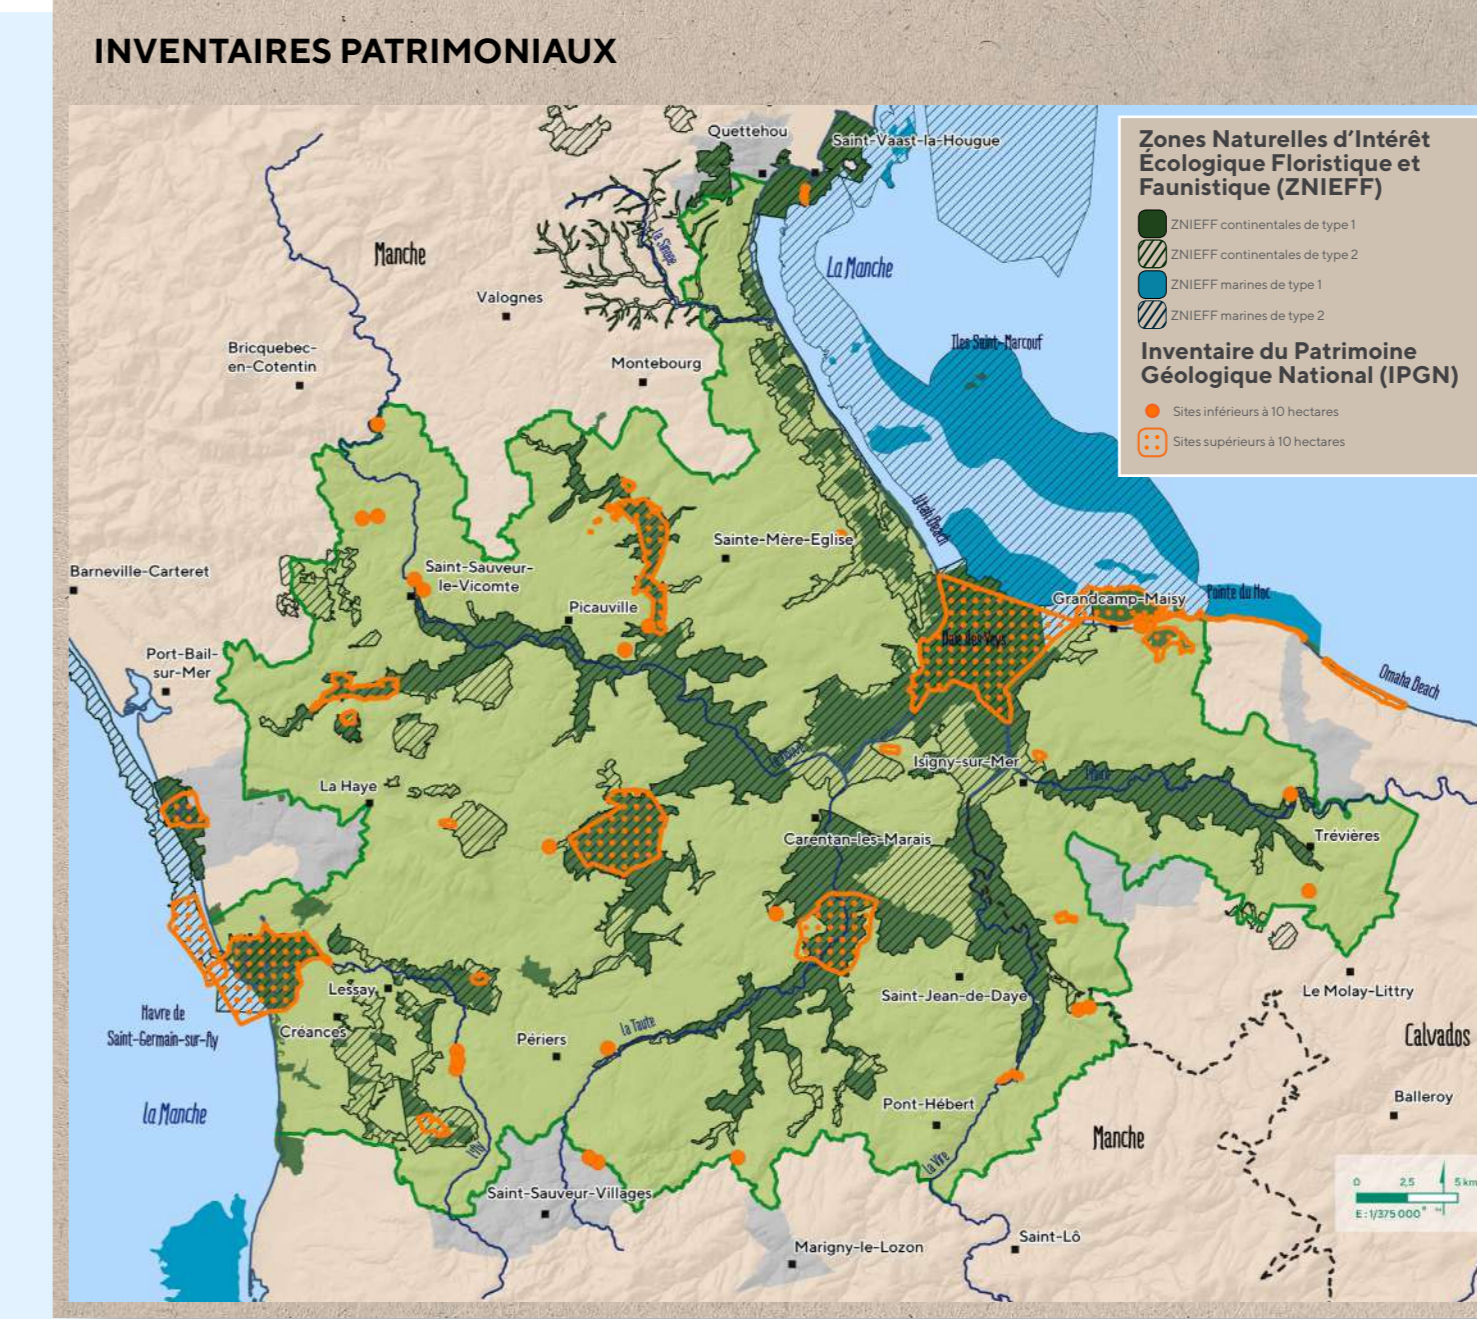 INVENTAIRES PATRIMONIAUX
Quettehou
Saint-Vaast-la-Hougue
Zones Naturelles d'Intérêt
Écologique Floristique et
Faunistique (ZNIEFF)
ZNIEFF continentales de type 1
ZNIEFF continentales de type 2
ZNIEFF marines de type 1
ZNIEFF marines de type 2
Inventaire du Patrimoine
Géologique National (IPGN)
Sites inférieurs à 10 hectares
Sites supérieurs à 10 hectares
Manche
la Sinope
La Manche
Valognes
Iles Saint-Marcouf
Bricquebec-
en-Cotentin
Montebourg
Utah Beach
Sainte-Mère-Eglise
Barneville-Carteret
Saint-Sauveur-
le-Vicomte
Picauville
Grandcamp-Maisy
Pointe du Hoc
Baie des Veys
Port-Bail-
sur-Mer
Omaha Beach
Isigny-sur-Mer
La Haye
Carentan-les-Marais
Trévières
Lessay
Saint-Jean-de-Daye
Le Molay-Littry
Havre de
Saint-Germain-sur-Ay
Créances
Périers
la Taute
Calvados
la Manche
Pont-Hébert
Balleroy
Manche
l'Ay
la Vire
Saint-Sauveur-Villages
Marigny-le-Lozon
Saint-Lô
0 2,5 5 km
E : 1/375 000°